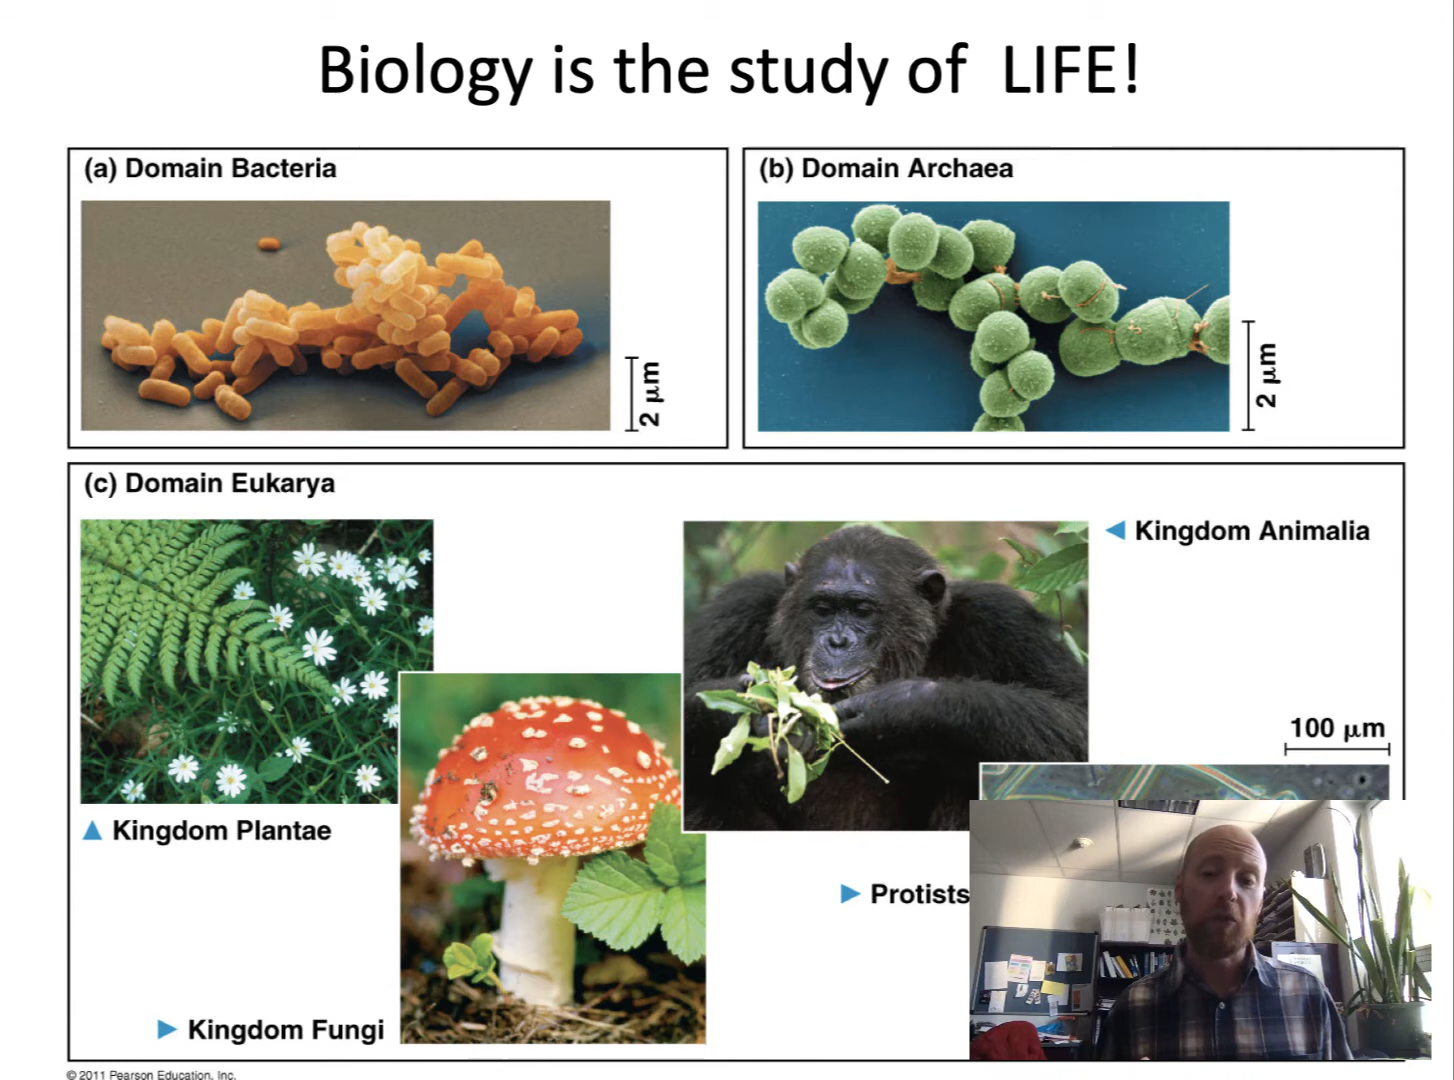 Biology is the study of LIFE!
(a) Domain Bacteria
2 μm
(b) Domain Archaea
2 μm
(c) Domain Eukarya
Kingdom Animalia
100 μm
Kingdom Plantae
Protists
Kingdom Fungi
© 2011 Pearson Education, Inc.